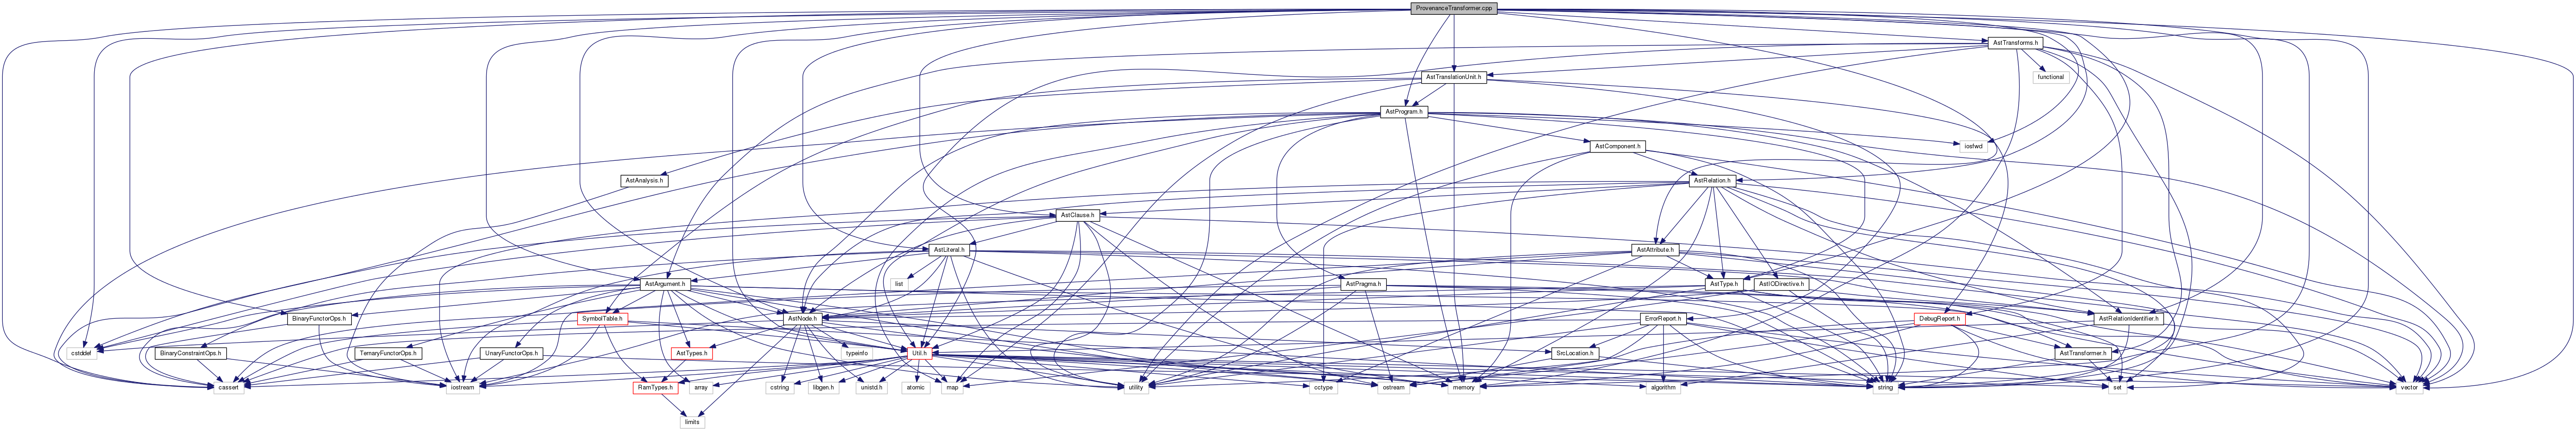 ProvenanceTransformer.cpp
AstTransforms.h
AstTranslationUnit.h
functional
AstProgram.h
AstComponent.h
iosfwd
AstAnalysis.h
AstRelation.h
AstClause.h
AstLiteral.h
AstAttribute.h
list
AstArgument.h
AstPragma.h
AstType.h
AstIODirective.h
BinaryFunctorOps.h
SymbolTable.h
AstNode.h
ErrorReport.h
DebugReport.h
AstRelationIdentifier.h
cstddef
BinaryConstraintOps.h
TernaryFunctorOps.h
UnaryFunctorOps.h
AstTypes.h
typeinfo
Util.h
SrcLocation.h
AstTransformer.h
cassert
iostream
RamTypes.h
array
cstring
libgen.h
unistd.h
atomic
map
utility
cctype
ostream
memory
algorithm
string
set
vector
limits